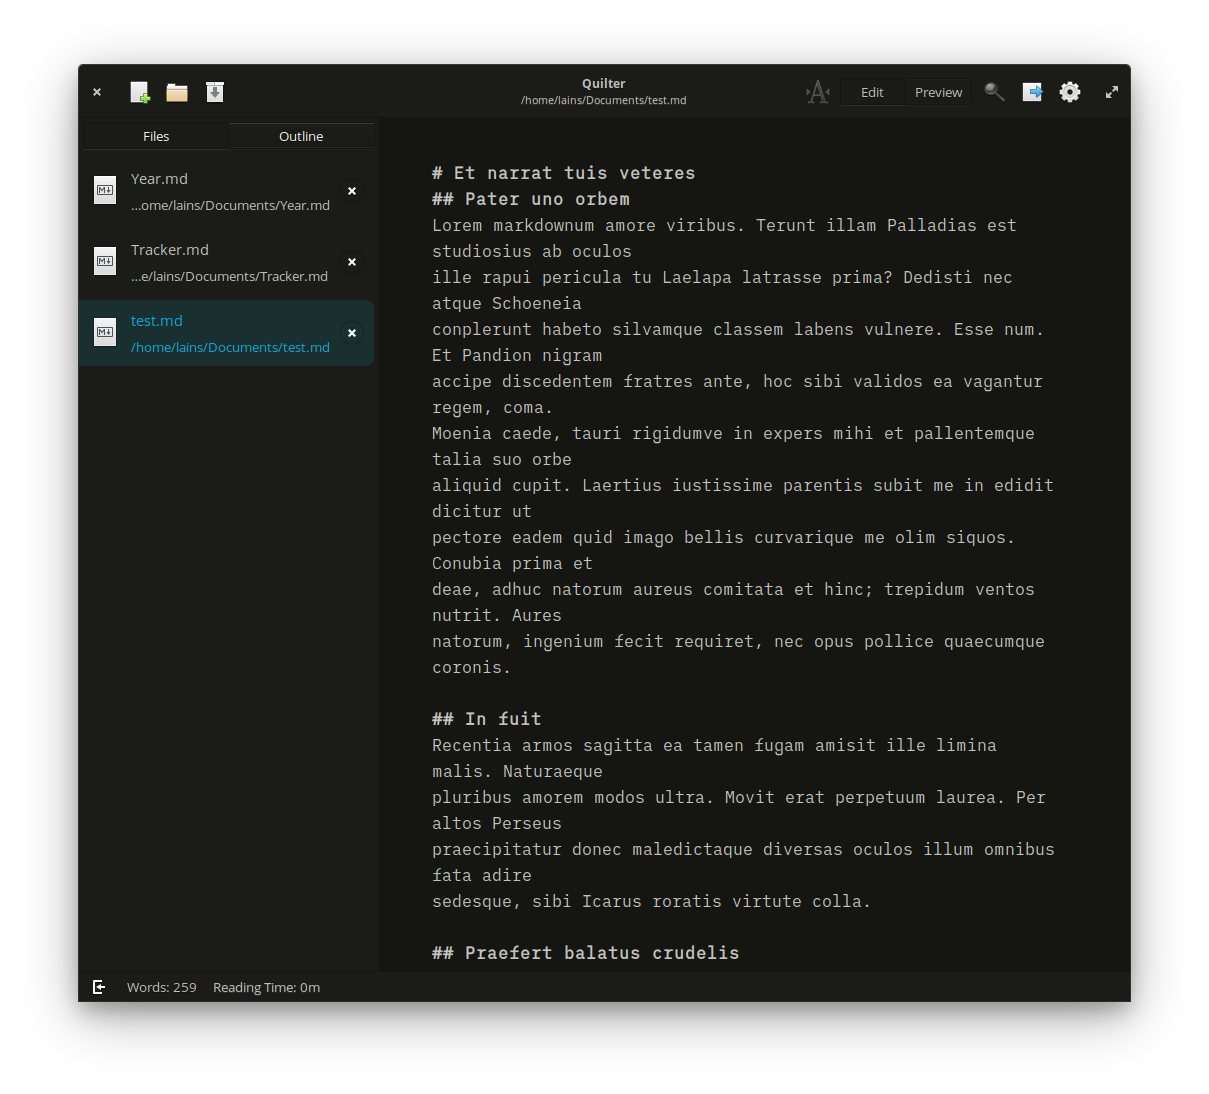 Quilter
/home/lains/Documents/test.md
A
Edit
Preview
Files
Outline
Year.md
...ome/lains/Documents/Year.md
Tracker.md
...e/lains/Documents/Tracker.md
test.md
/home/lains/Documents/test.md
# Et narrat tuis veteres
## Pater uno orbem
Lorem markdownum amore viribus. Terunt illam Palladias est
studiosius ab oculos
ille rapui pericula tu Laelapa latrasse prima? Dedisti nec
atque Schoeneia
conplerunt habeto silvamque classem labens vulnere. Esse num.
Et Pandion nigram
accipe discedentem fratres ante, hoc sibi validos ea vagantur
regem, coma.
Moenia caede, tauri rigidumve in expers mihi et pallentemque
talia suo orbe
aliquid cupit. Laertius iustissime parentis subit me in edidit
dicitur ut
pectore eadem quid imago bellis curvarique me olim siquos.
Conubia prima et
deae, adhuc natorum aureus comitata et hinc; trepidum ventos
nutrit. Aures
natorum, ingenium fecit requiret, nec opus pollice quaecumque
coronis.
## In fuit
Recentia armos sagitta ea tamen fugam amisit ille limina
malis. Naturaeque
pluribus amorem modos ultra. Movit erat perpetuum laurea. Per
altos Perseus
praecipitatur donec maledictaque diversas oculos illum omnibus
fata adire
sedesque, sibi Icarus roratis virtute colla.
## Praefert balatus crudelis
Words: 259
Reading Time: 0m